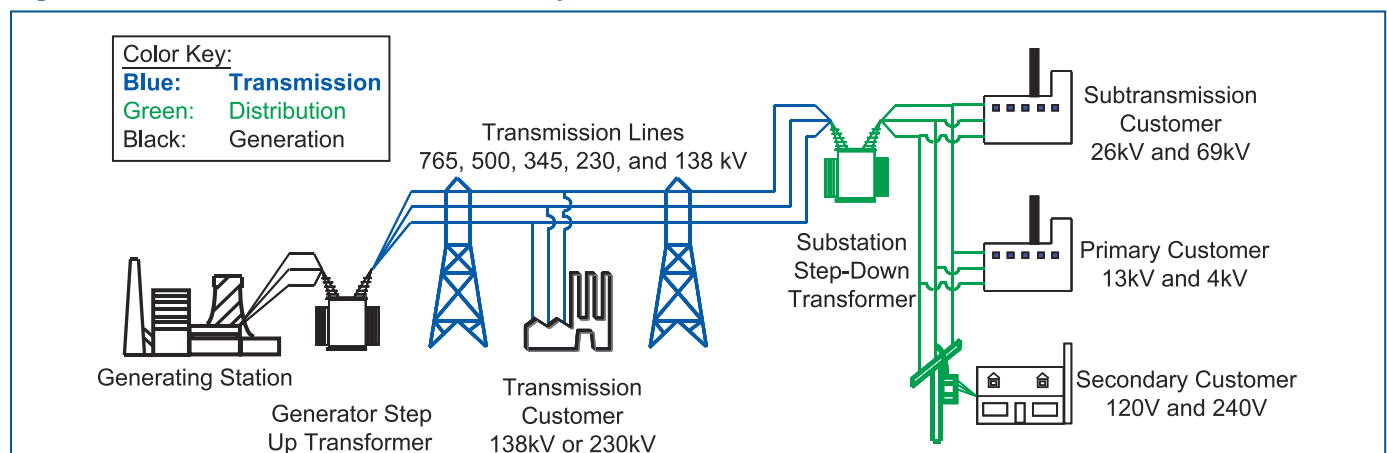 Color Key:
Blue: Transmission
Green: Distribution
Black: Generation
Transmission Lines
765, 500, 345, 230, and 138 kV
Subtransmission
Customer
26kV and 69kV
Substation
Step-Down
Transformer
Primary Customer
13kV and 4kV
Generating Station
Generator Step
Up Transformer
Transmission
Customer
138kV or 230kV
Secondary Customer
120V and 240V